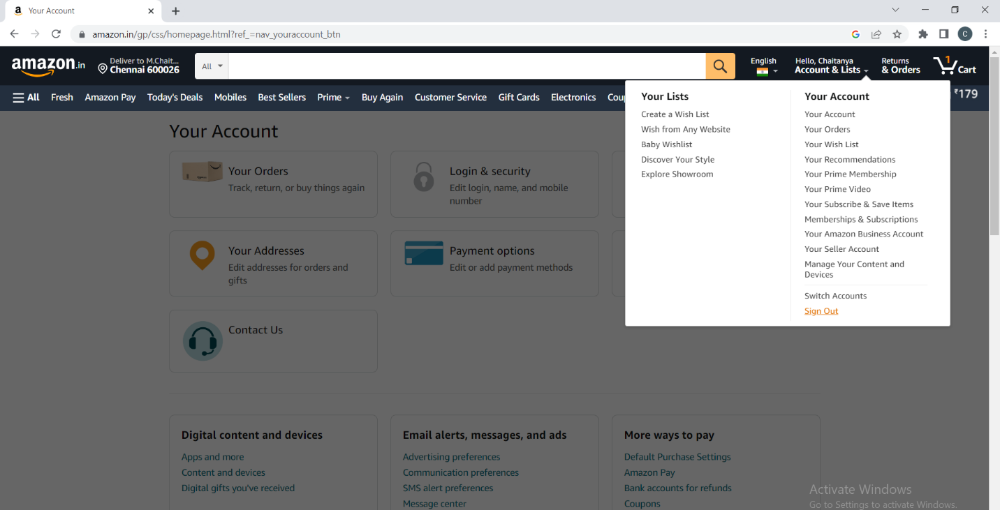 Your Account
amazon.in/gp/css/homepage.html?ref_=nav_youraccount_btn
C
amazon.in
Deliver to M.Chait...
Chennai 600026
All
English
Hello, Chaitanya
Account & Lists
Returns
& Orders
1
Cart
All
Fresh
Amazon Pay
Today's Deals
Mobiles
Best Sellers
Prime
Buy Again
Customer Service
Gift Cards
Electronics
₹179
Your Lists
Create a Wish List
Wish from Any Website
Baby Wishlist
Discover Your Style
Explore Showroom
Your Account
Your Account
Your Orders
Your Wish List
Your Recommendations
Your Prime Membership
Your Prime Video
Your Subscribe & Save Items
Memberships & Subscriptions
Your Amazon Business Account
Your Seller Account
Manage Your Content and
Devices
Switch Accounts
Sign Out
Your Account
Your Orders
Track, return, or buy things again
Login & security
Edit login, name, and mobile
number
Your Addresses
Edit addresses for orders and
gifts
Payment options
Edit or add payment methods
Contact Us
Digital content and devices
Apps and more
Content and devices
Digital gifts you've received
Email alerts, messages, and ads
Advertising preferences
Communication preferences
SMS alert preferences
Message center
More ways to pay
Default Purchase Settings
Amazon Pay
Bank accounts for refunds
Coupons
Activate Windows
Go to Settings to activate Windows.